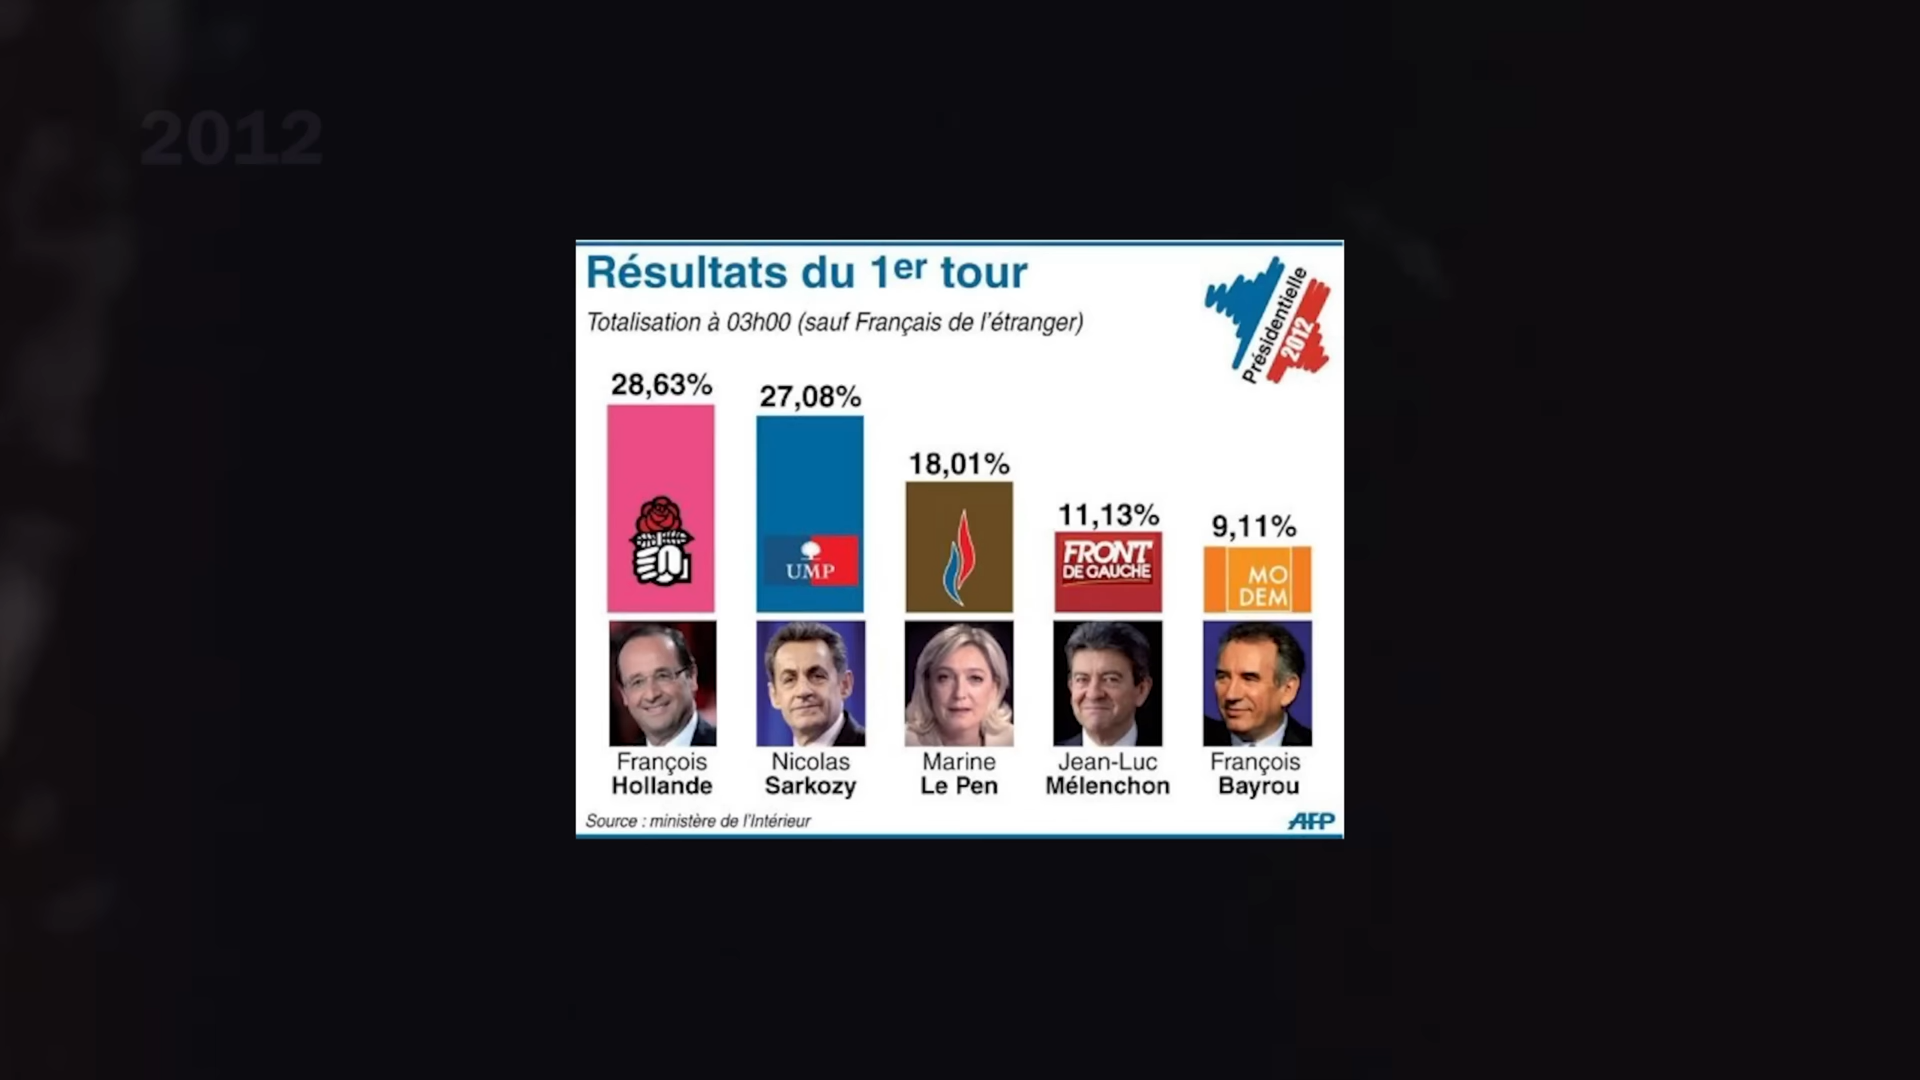 2012
Résultats du 1er tour
Totalisation à 03h00 (sauf Français de l'étranger)
Présidentielle
2012
28,63%
27,08%
18,01%
11,13%
9,11%
UMP
FRONT
DE GAUCHE
MO
DEM
François
Hollande
Nicolas
Sarkozy
Marine
Le Pen
Jean-Luc
Mélenchon
François
Bayrou
Source : ministère de l'Intérieur
AFP